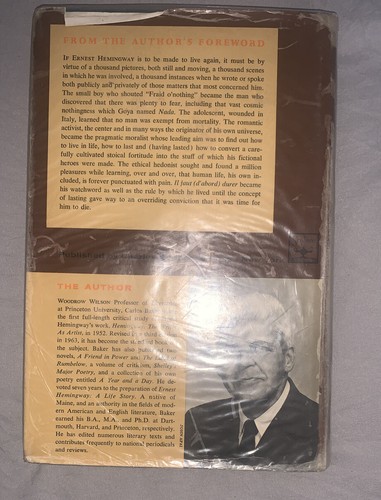 FROM THE AUTHOR'S FOREWORD
IF ERNEST HEMINGWAY is to be made to live again, it must be by
virtue of a thousand pictures, both still and moving, a thousand scenes
in which he was involved, a thousand instances when he wrote or spoke
both publicly and privately of those matters that most concerned him.
The small boy who shouted "Fraid o'nothing" became the man who
discovered that there was plenty to fear, including that vast cosmic
nothingness which Goya named Nada. The adolescent, wounded in
Italy, learned that no man was exempt from mortality. The romantic
activist, the center and in many ways the originator of his own universe,
became the pragmatic moralist whose leading aim was to find out how
to live in life, how to last and (having lasted) how to convert a care-
fully cultivated stoical fortitude into the stuff of which his fictional
heroes were made. The ethical hedonist sought and found a million
pleasures while learning, over and over, that human life, his own in-
cluded, is forever punctuated with pain. Il faut (d'abord) durer became
his watchword as well as the rule by which he lived until the concept
of lasting gave way to an overriding conviction that it was time for
him to die.
THE AUTHOR
WOODROW WILSON Professor of
at Princeton University, Carlos
the first full-length critical study
Hemingway's work, Hemingway:
As Artist, in 1952. Revised
in 1963, it has become the
the subject. Baker has also two
novels, A Friend in Power and The
Rumbelow, a volume of criticism, Shelley's
Major Poetry, and a collection of his own
poetry entitled A Year and a Day. He de-
voted seven years to the preparation of Ernest
Hemingway: A Life Story. A native of
Maine, and an authority in the fields of mod-
ern American and English literature, Baker
earned his B.A., M.A. and Ph.D. at Dart-
mouth, Harvard, and Princeton, respectively.
He has edited numerous literary texts and
contributes frequently to national periodicals
and reviews.